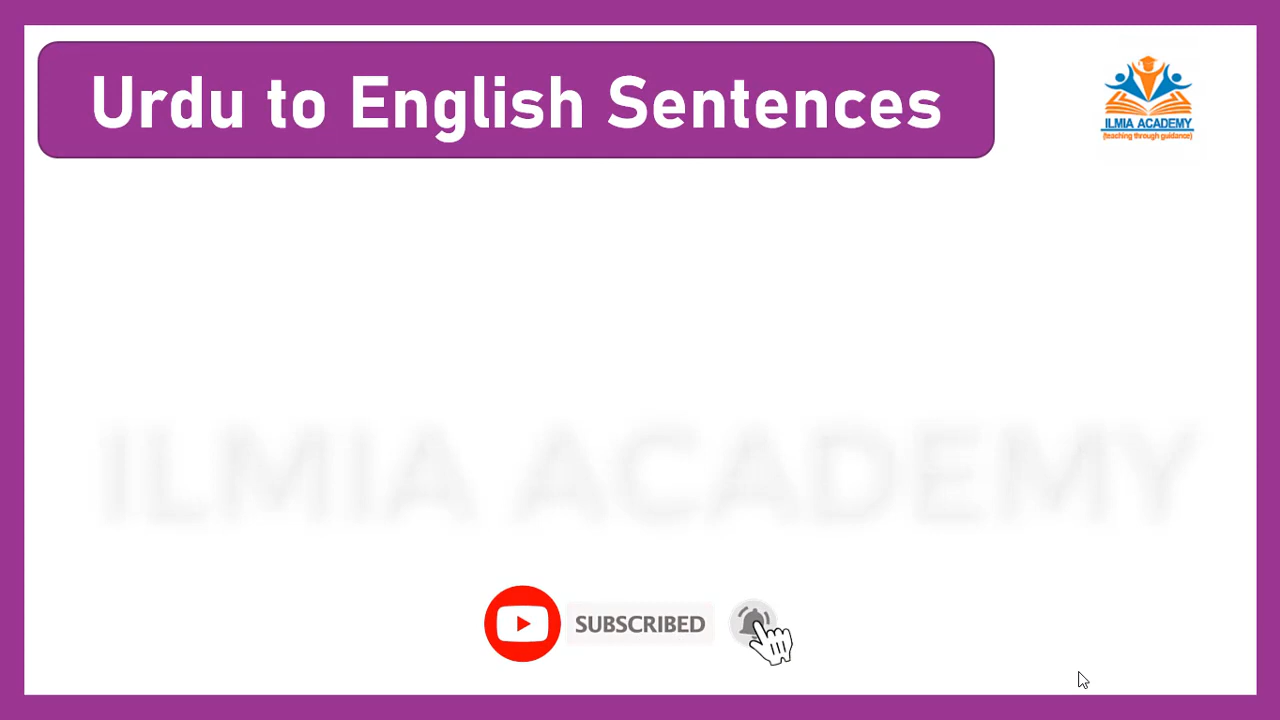 Urdu to English Sentences
ILMIA ACADEMY
(teaching through guidance)
ILMIA ACADEMY
SUBSCRIBED